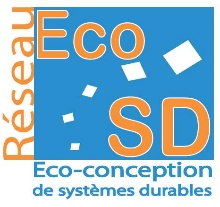 Réseau
Eco
SD
Eco-conception
de systèmes durables